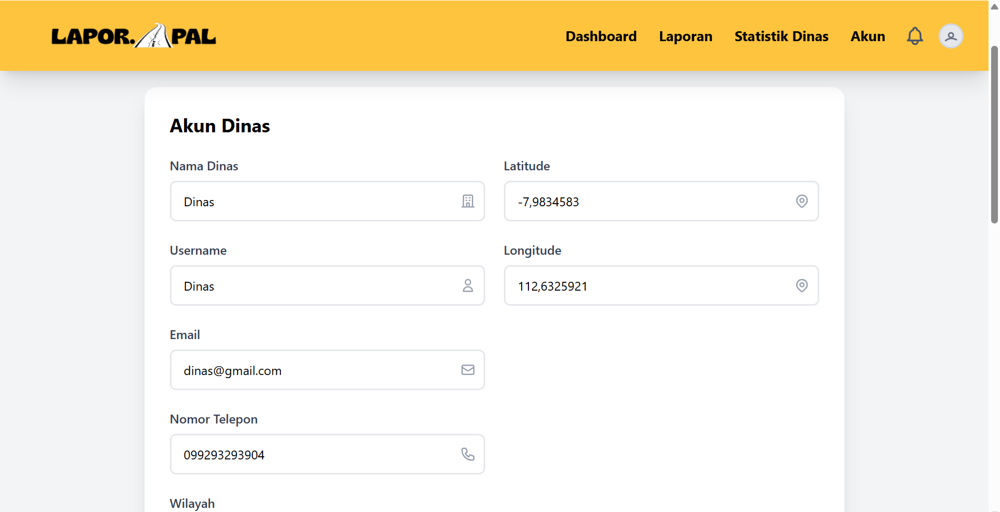 LAPOR. PAL
Dashboard Laporan Statistik Dinas Akun
Akun Dinas
Nama Dinas
Dinas
Latitude
-7,9834583
Username
Dinas
Longitude
112,6325921
Email
dinas@gmail.com
Nomor Telepon
099293293904
Wilayah